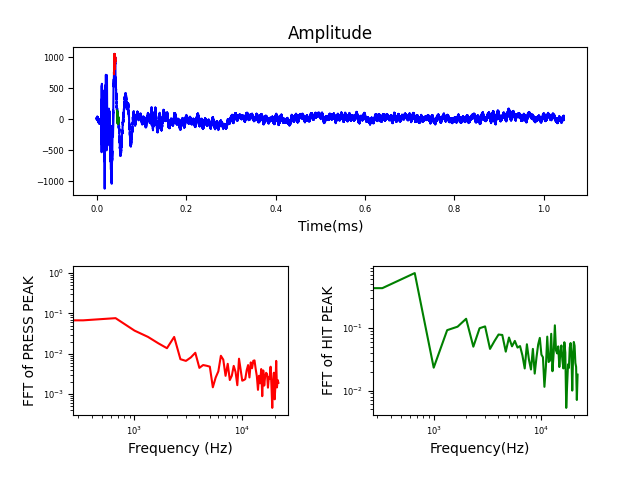 Amplitude
1000
500
0
−500
−1000
0.0 0.2 0.4 0.6 0.8 1.0
Time(ms)
FFT of PRESS PEAK
10⁰
10⁻¹
10⁻²
10⁻³
10³ 10⁴
Frequency (Hz)
FFT of HIT PEAK
10⁻¹
10⁻²
10³ 10⁴
Frequency(Hz)